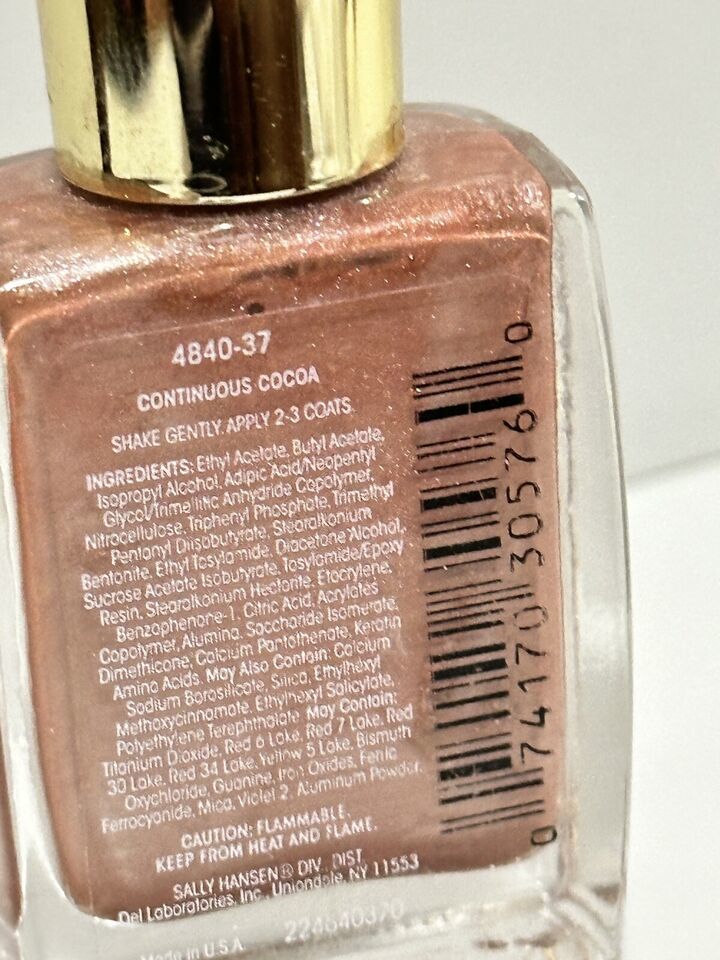 4840-37
CONTINUOUS COCOA
SHAKE GENTLY. APPLY 2-3 COATS.
INGREDIENTS: Ethyl Acetate, Butyl Acetate,
Isopropyl Alcohol, Adipic Acid/Neopentyl
Glycol/Trimellitic Anhydride Copolymer,
Nitrocellulose, Triphenyl Phosphate, Trimethyl
Pentanyl Diisobutyrate, Stearalkonium
Bentonite, Ethyl Tosylamide, Diacetone Alcohol,
Sucrose Acetate Isobutyrate, Tosylamide/Epoxy
Resin, Stearalkonium Hectorite, Etocrylene,
Benzophenone-1, Citric Acid, Acrylates
Copolymer, Alumina, Saccharide Isomerate,
Dimethicone, Calcium Pantothenate, Keratin
Amino Acids. May Also Contain: Calcium
Sodium Borosilicate, Silica, Ethylhexyl
Methoxycinnamate, Ethylhexyl Salicylate,
Polyethylene Terephthalate. May Contain:
Titanium Dioxide, Red 6 Lake, Red 7 Lake, Red
30 Lake, Red 34 Lake, Yellow 5 Lake, Bismuth
Oxychloride, Guanine, Iron Oxides, Ferric
Ferrocyanide, Mica, Violet 2, Aluminum Powder.
CAUTION: FLAMMABLE.
KEEP FROM HEAT AND FLAME.
SALLY HANSEN® DIV. DIST.
Del Laboratories, Inc., Uniondale, NY 11553
Made in U.S.A.
0 74170 30576 0